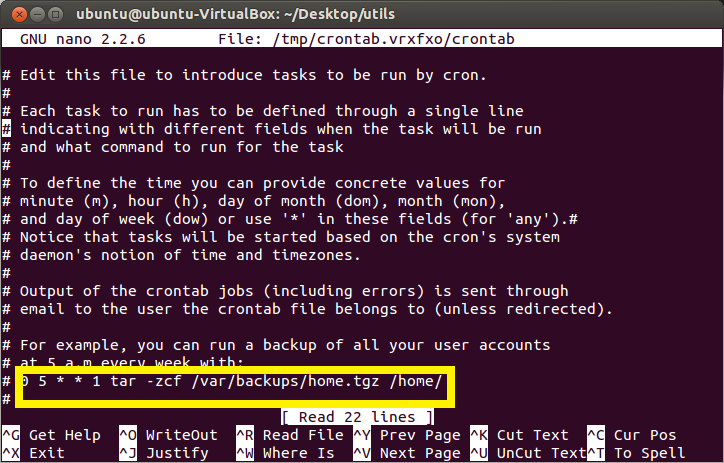 ubuntu@ubuntu-VirtualBox: ~/Desktop/utils
GNU nano 2.2.6 File: /tmp/crontab.vrxfxo/crontab
# Edit this file to introduce tasks to be run by cron.
#
# Each task to run has to be defined through a single line
# indicating with different fields when the task will be run
# and what command to run for the task
#
# To define the time you can provide concrete values for
# minute (m), hour (h), day of month (dom), month (mon),
# and day of week (dow) or use '*' in these fields (for 'any').#
# Notice that tasks will be started based on the cron's system
# daemon's notion of time and timezones.
#
# Output of the crontab jobs (including errors) is sent through
# email to the user the crontab file belongs to (unless redirected).
#
# For example, you can run a backup of all your user accounts
# at 5 a.m every week with:
# 0 5 * * 1 tar -zcf /var/backups/home.tgz /home/
#
[ Read 22 lines ]
^G Get Help ^O WriteOut ^R Read File ^Y Prev Page ^K Cut Text ^C Cur Pos
^X Exit ^J Justify ^W Where Is ^V Next Page ^U UnCut Text ^T To Spell